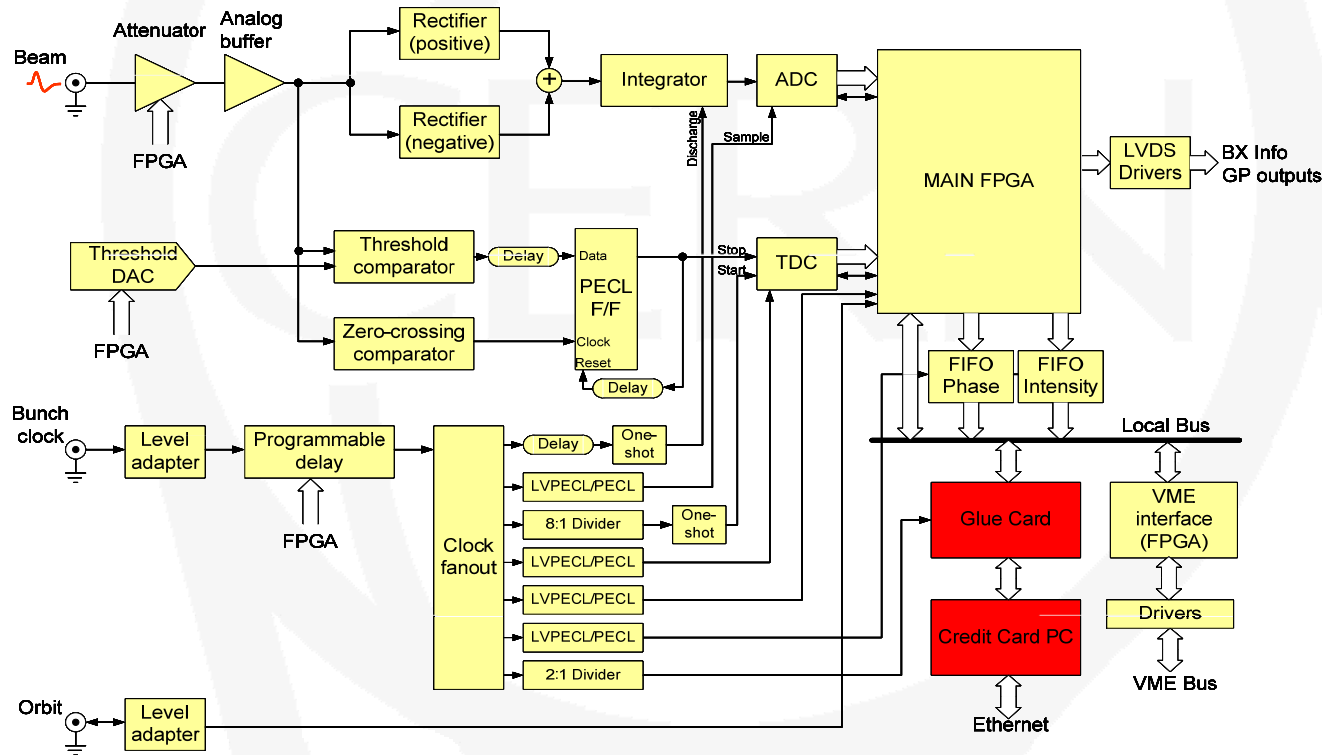 Beam
Attenuator
Analog
buffer
FPGA
Rectifier
(positive)
Rectifier
(negative)
+
Integrator
Discharge
Sample
ADC
MAIN FPGA
LVDS
Drivers
BX Info
GP outputs
Threshold
DAC
FPGA
Threshold
comparator
Delay
Data
PECL
F/F
Clock
Reset
Delay
Zero-crossing
comparator
Stop
Start
TDC
FIFO
Phase
FIFO
Intensity
Local Bus
Bunch
clock
Level
adapter
Programmable
delay
FPGA
Clock
fanout
Delay
One-
shot
LVPECL/PECL
8:1 Divider
One-
shot
LVPECL/PECL
LVPECL/PECL
LVPECL/PECL
2:1 Divider
Glue Card
Credit Card PC
Ethernet
VME
interface
(FPGA)
Drivers
VME Bus
Orbit
Level
adapter
CERN